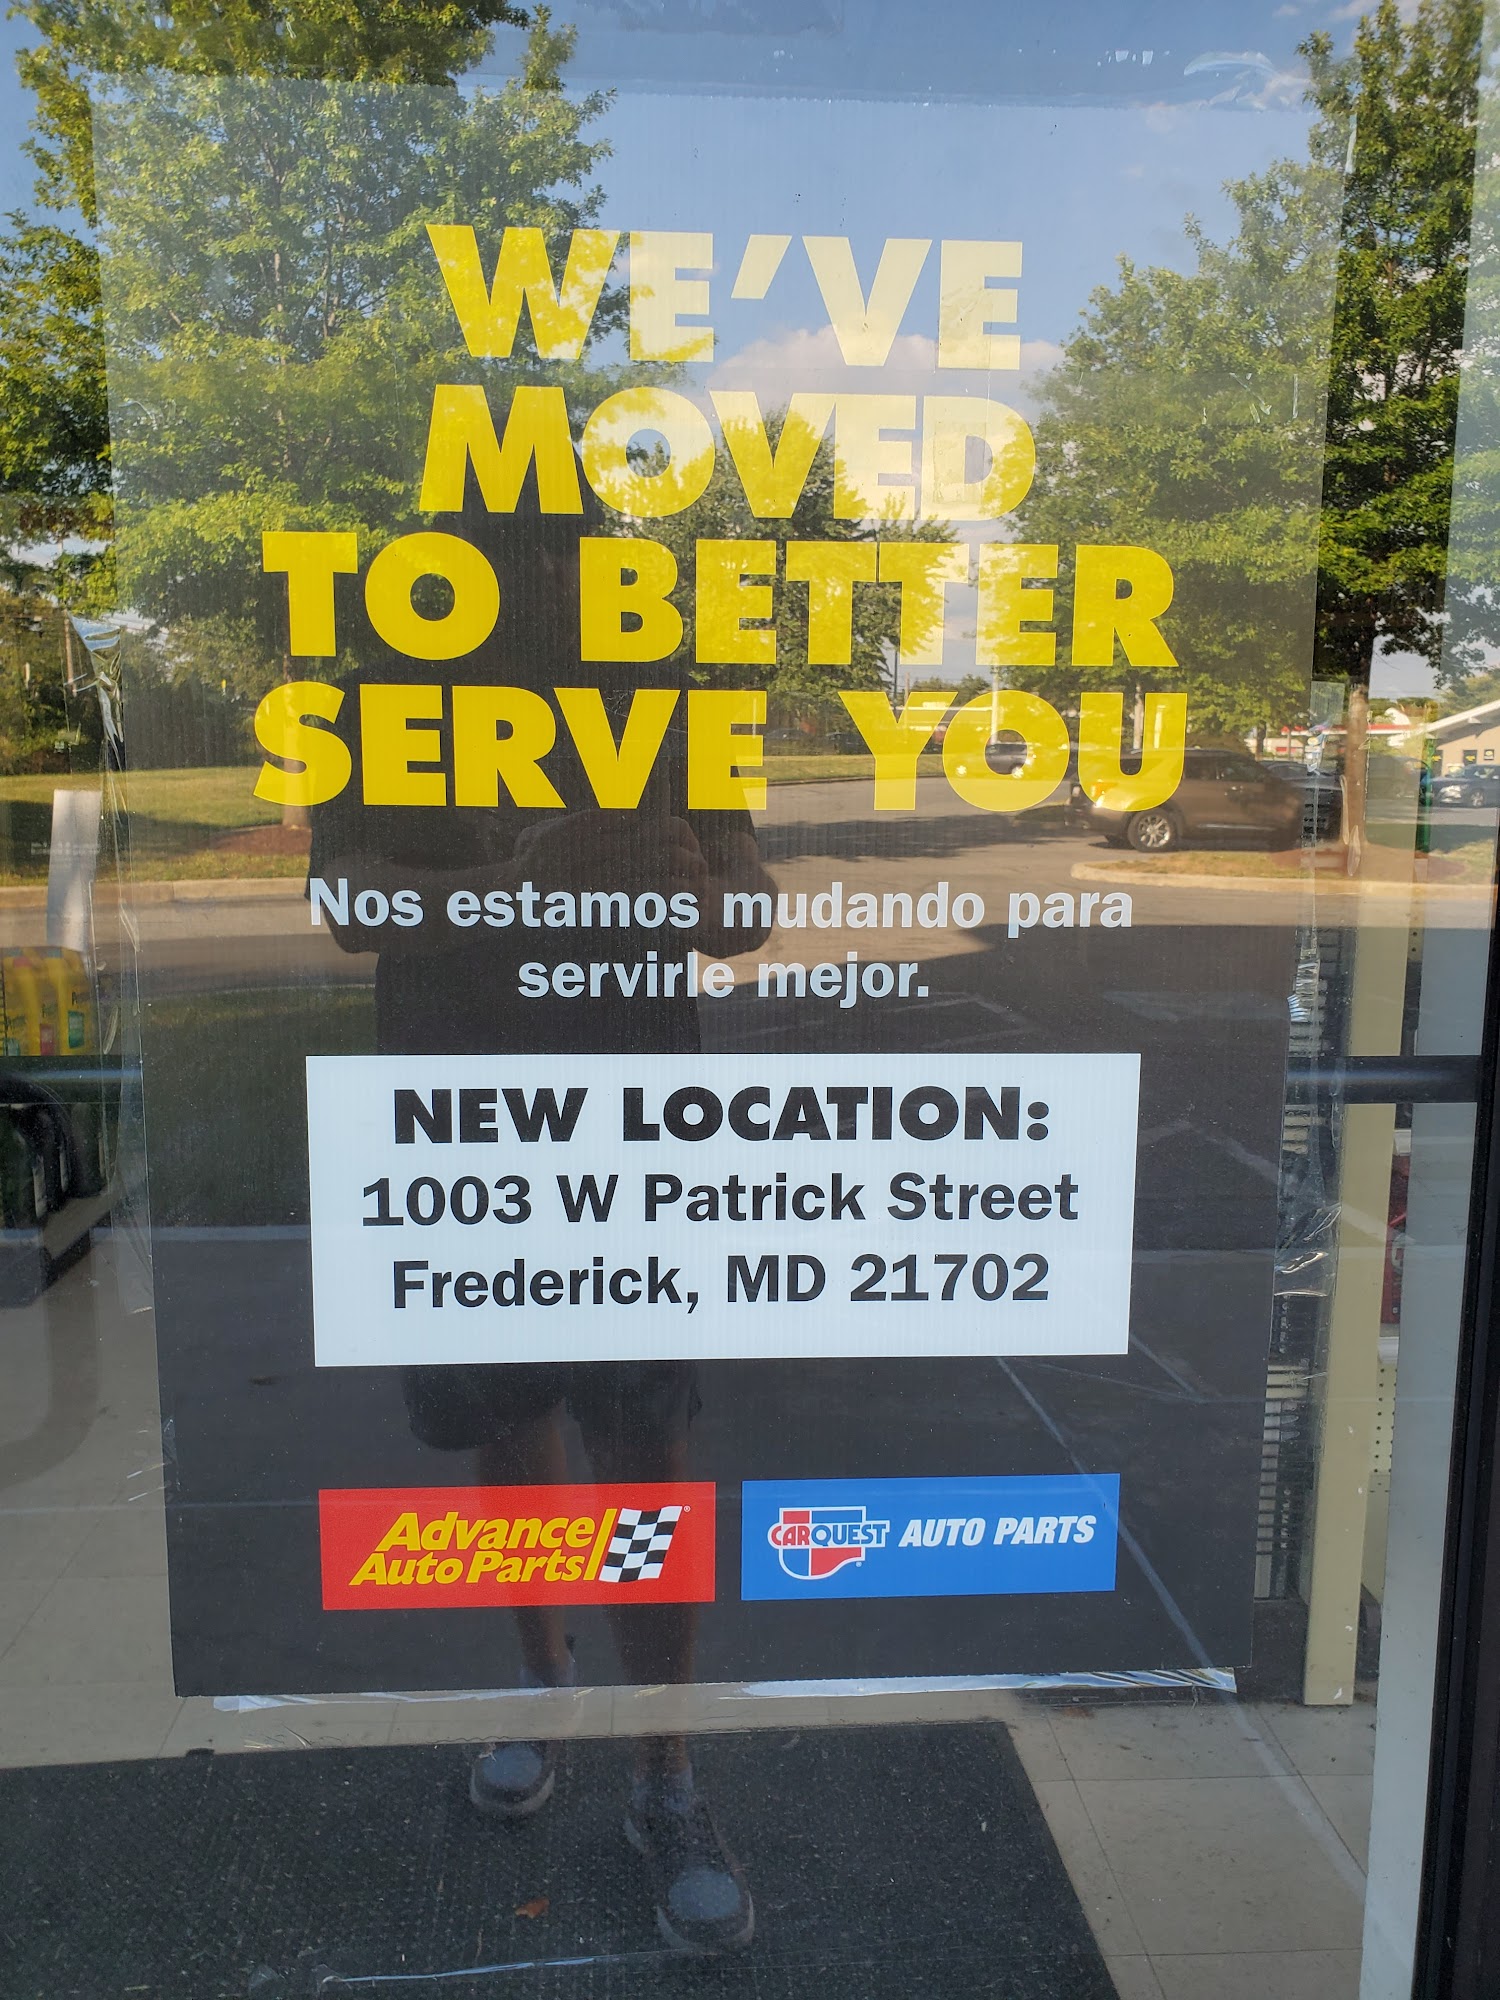 WE'VE
MOVED
TO BETTER
SERVE YOU
Nos estamos mudando para
servirle mejor.
NEW LOCATION:
1003 W Patrick Street
Frederick, MD 21702
Advance
Auto Parts
CARQUEST AUTO PARTS